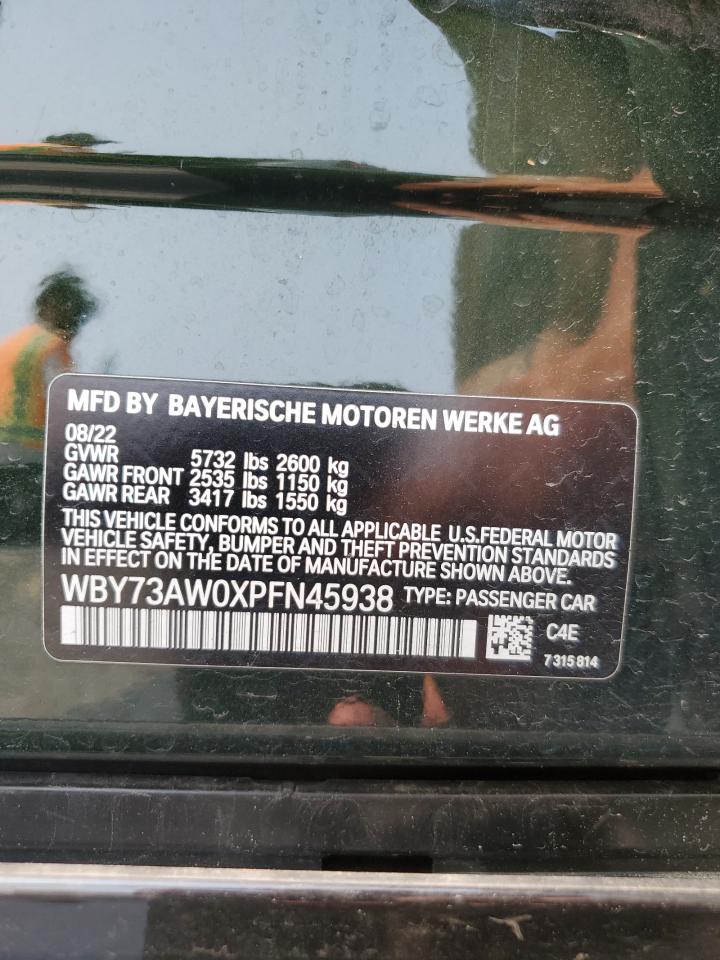 MFD BY BAYERISCHE MOTOREN WERKE AG
08/22
GVWR 5732 lbs 2600 kg
GAWR FRONT 2535 lbs 1150 kg
GAWR REAR 3417 lbs 1550 kg
THIS VEHICLE CONFORMS TO ALL APPLICABLE U.S.FEDERAL MOTOR
VEHICLE SAFETY, BUMPER AND THEFT PREVENTION STANDARDS
IN EFFECT ON THE DATE OF MANUFACTURE SHOWN ABOVE.
WBY73AW0XPFN45938 TYPE: PASSENGER CAR
C4E
7 315 814